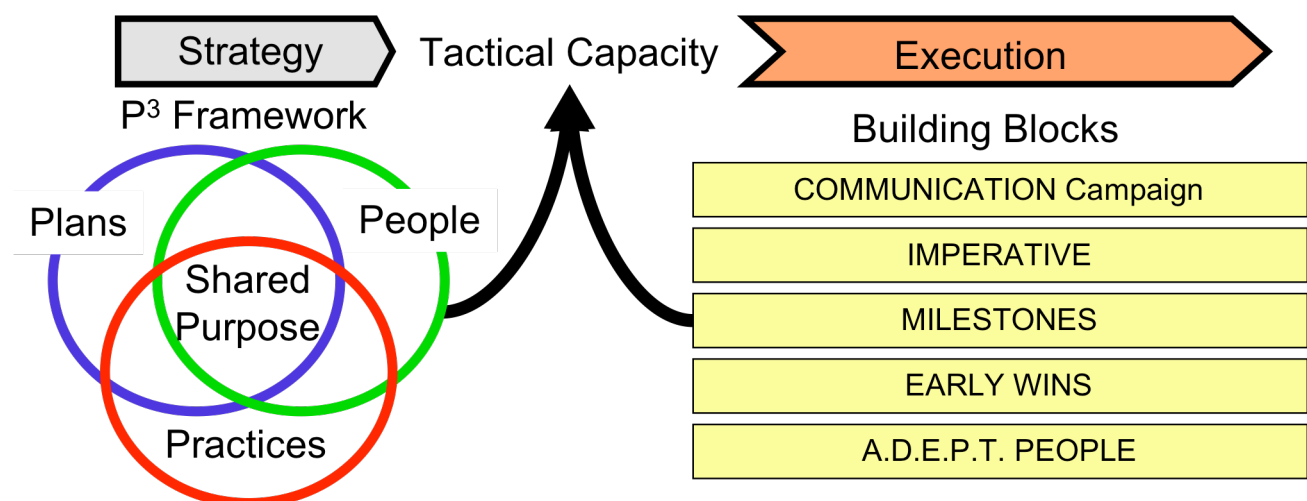 Strategy
Tactical Capacity
Execution
P³ Framework
Building Blocks
Plans
People
Shared
Purpose
Practices
COMMUNICATION Campaign
IMPERATIVE
MILESTONES
EARLY WINS
A.D.E.P.T. PEOPLE